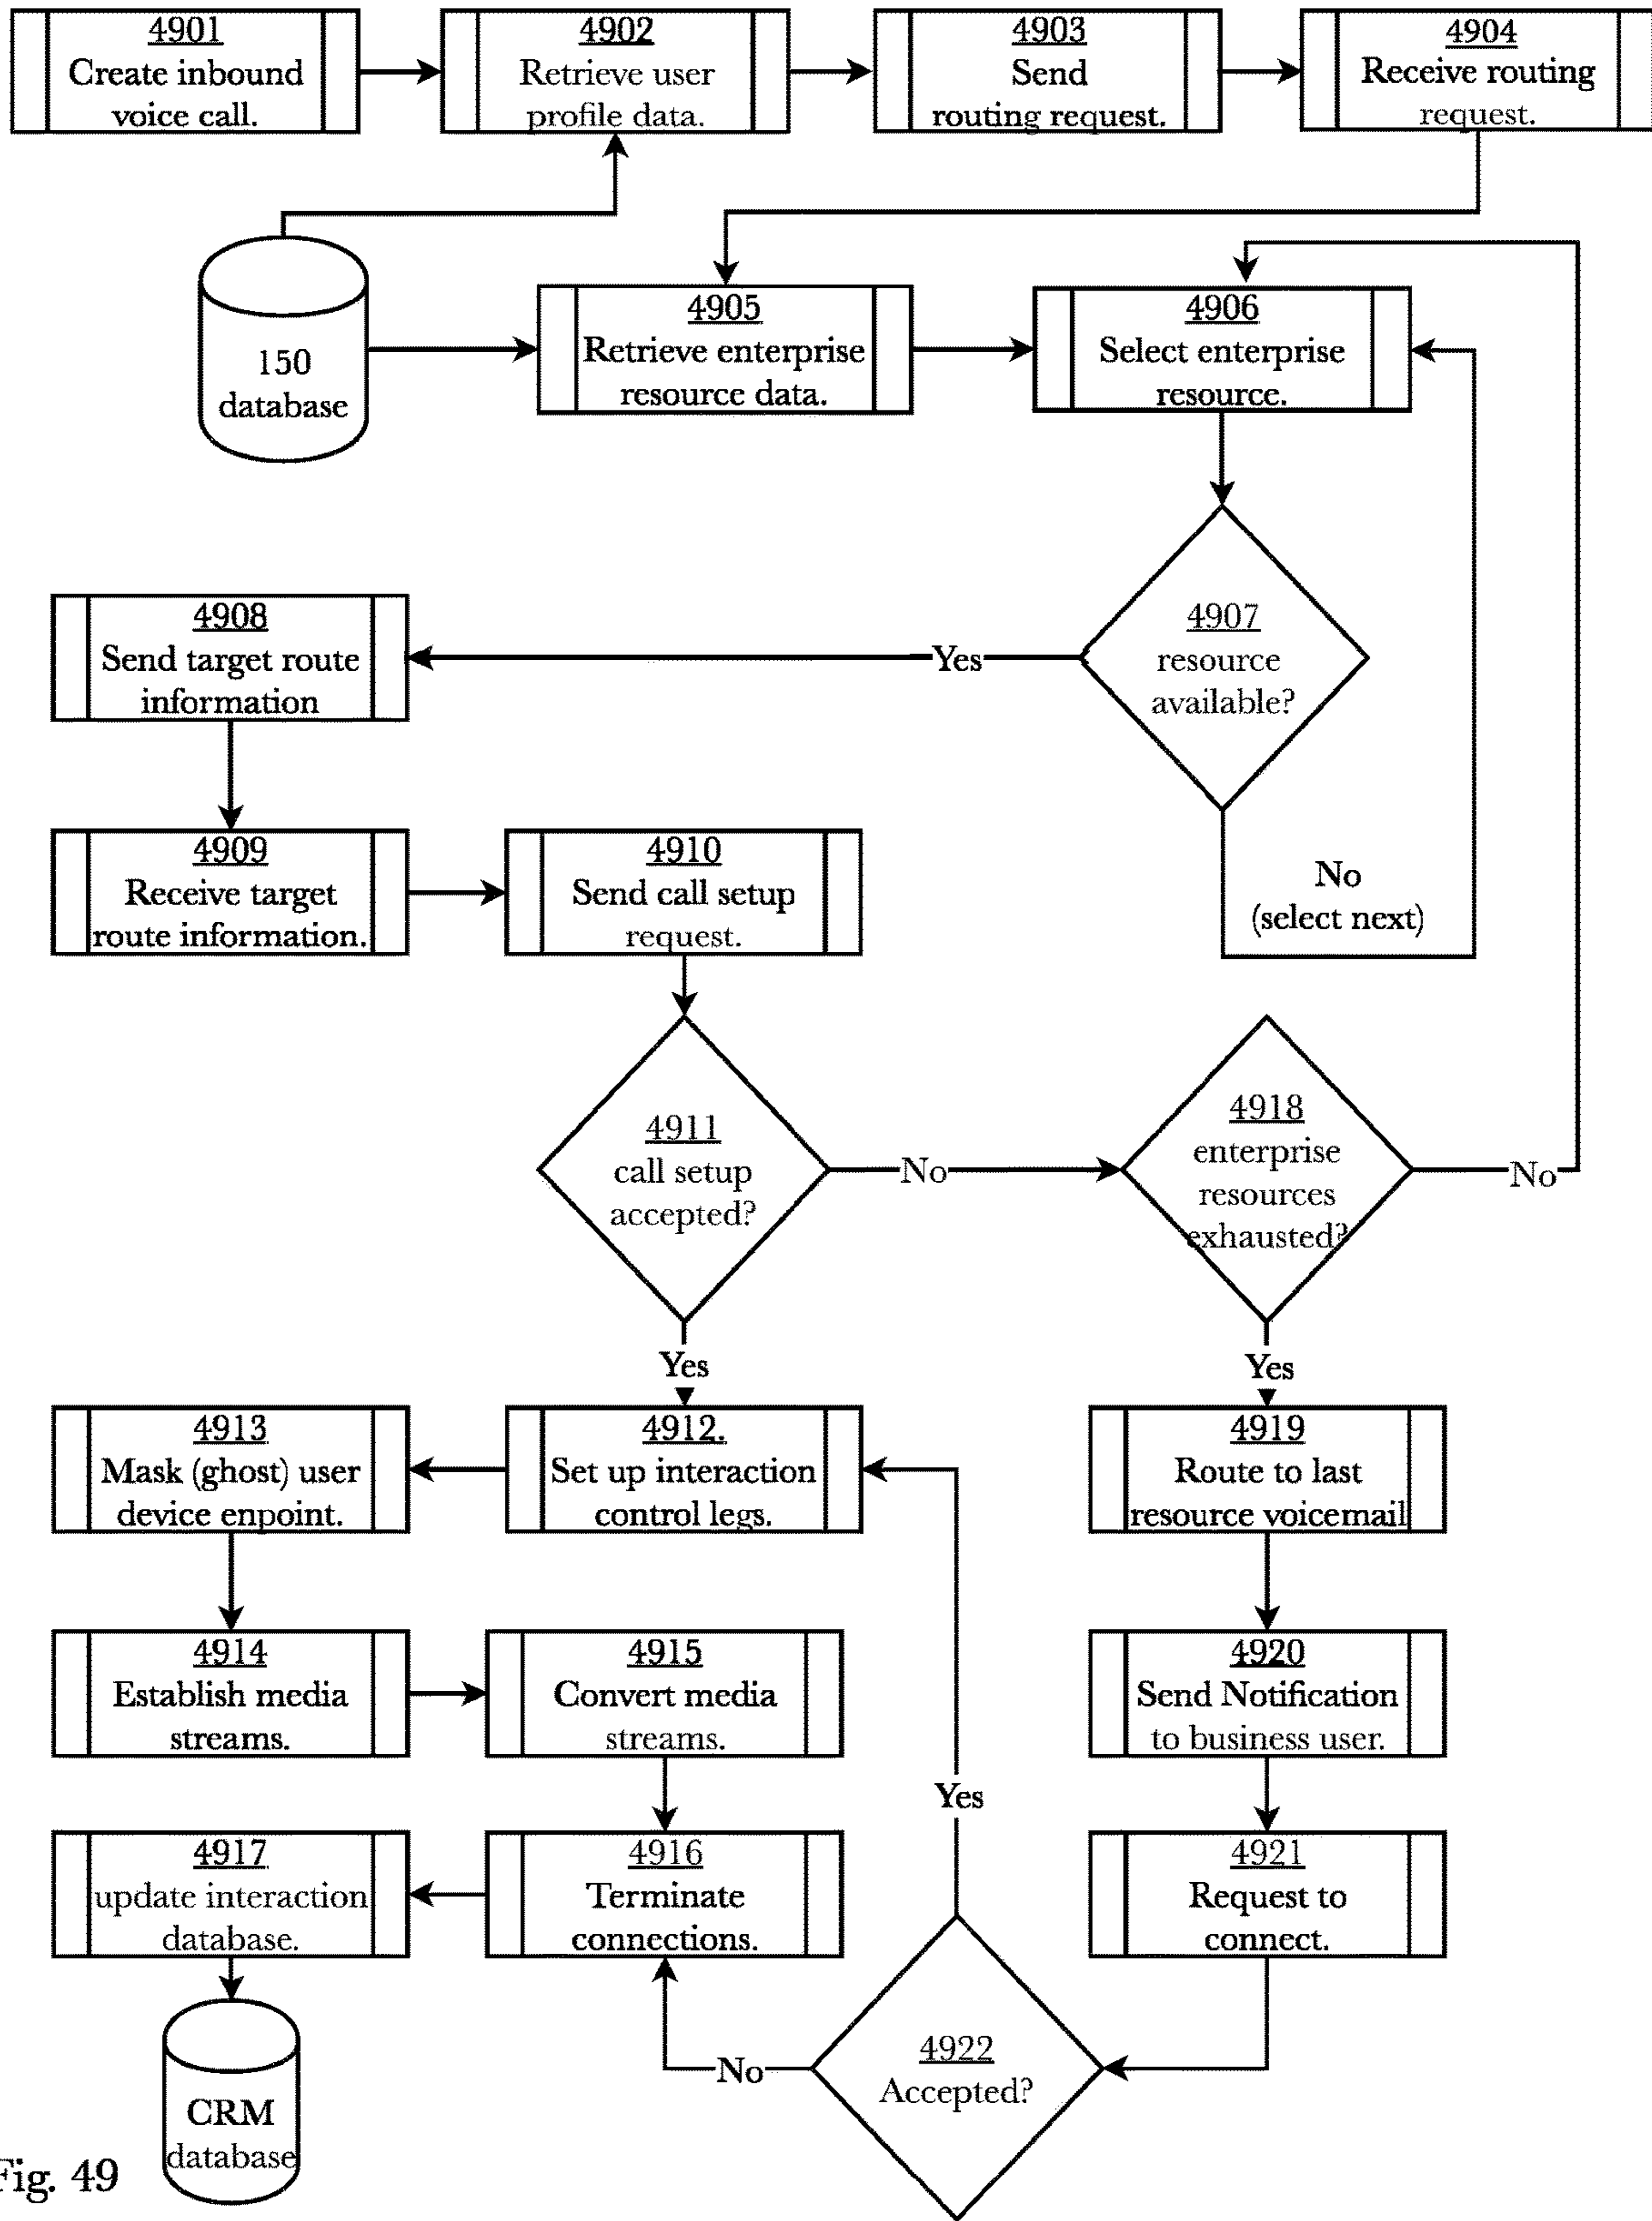 4901
Create inbound
voice call.
4902
Retrieve user
profile data.
4903
Send
routing request.
4904
Receive routing
request.
150
database
4905
Retrieve enterprise
resource data.
4906
Select enterprise
resource.
4907
resource
available?
Yes
4908
Send target route
information
No
(select next)
4909
Receive target
route information.
4910
Send call setup
request.
4911
call setup
accepted?
No
4918
enterprise
resources
exhausted?
No
Yes
Yes
4913
Mask (ghost) user
device enpoint.
4912.
Set up interaction
control legs.
4919
Route to last
resource voicemail
4914
Establish media
streams.
4915
Convert media
streams.
4920
Send Notification
to business user.
Yes
4917
update interaction
database.
4916
Terminate
connections.
4921
Request to
connect.
No
4922
Accepted?
CRM
database
Fig. 49